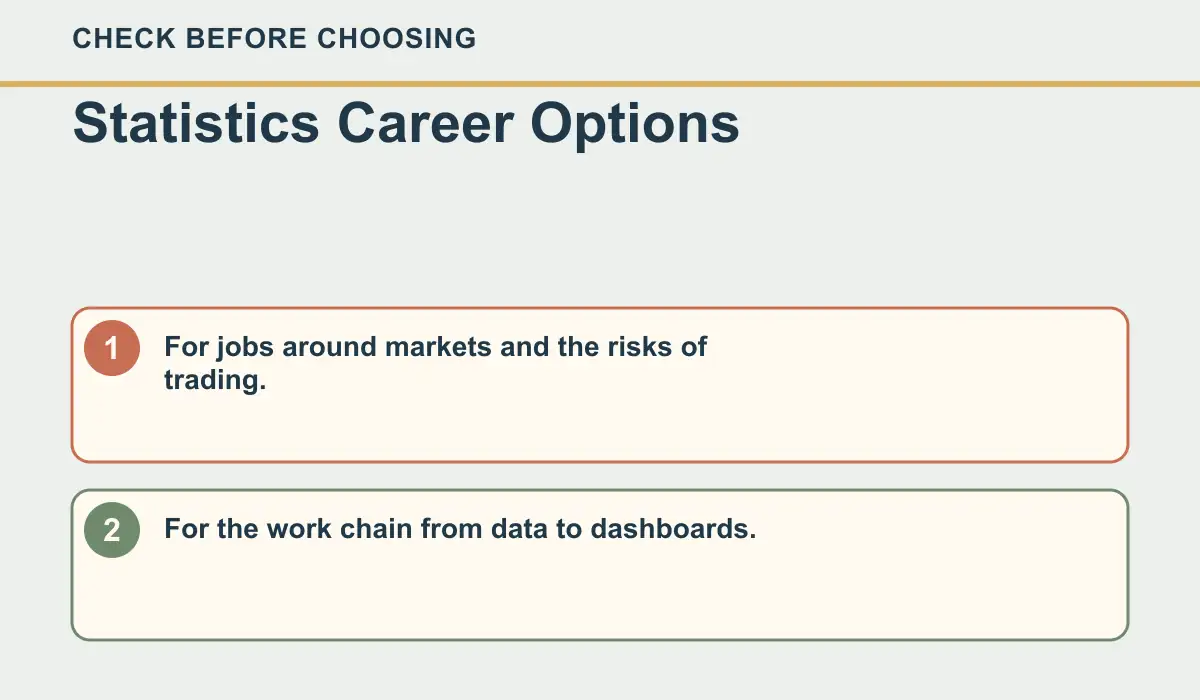 CHECK BEFORE CHOOSING
Statistics Career Options
1
For jobs around markets and the risks of
trading.
2
For the work chain from data to dashboards.